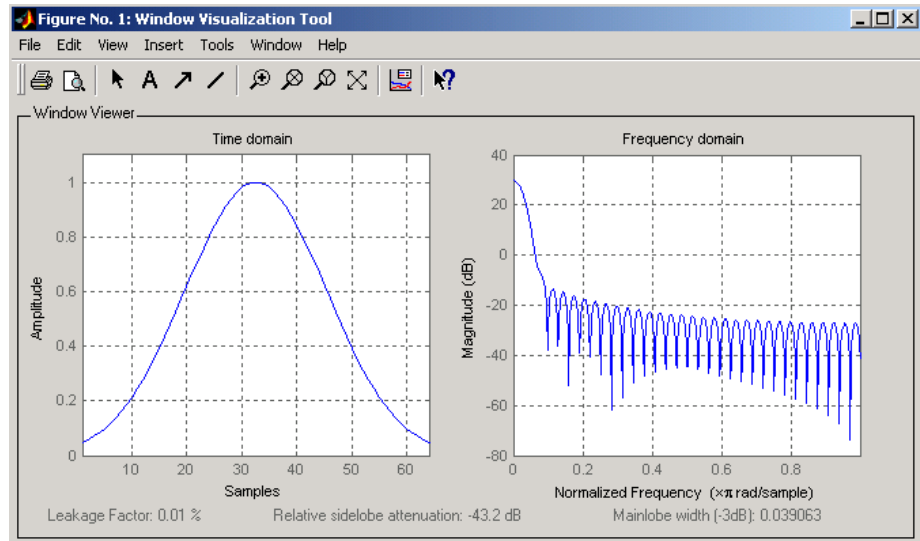 Figure No. 1: Window Visualization Tool
File Edit View Insert Tools Window Help
A
Window Viewer
Time domain
Amplitude
1
0.8
0.6
0.4
0.2
0
10 20 30 40 50 60
Samples
Frequency domain
Magnitude (dB)
40
20
0
-20
-40
-60
-80
0 0.2 0.4 0.6 0.8
Normalized Frequency (×π rad/sample)
Leakage Factor: 0.01 % Relative sidelobe attenuation: -43.2 dB Mainlobe width (-3dB): 0.039063